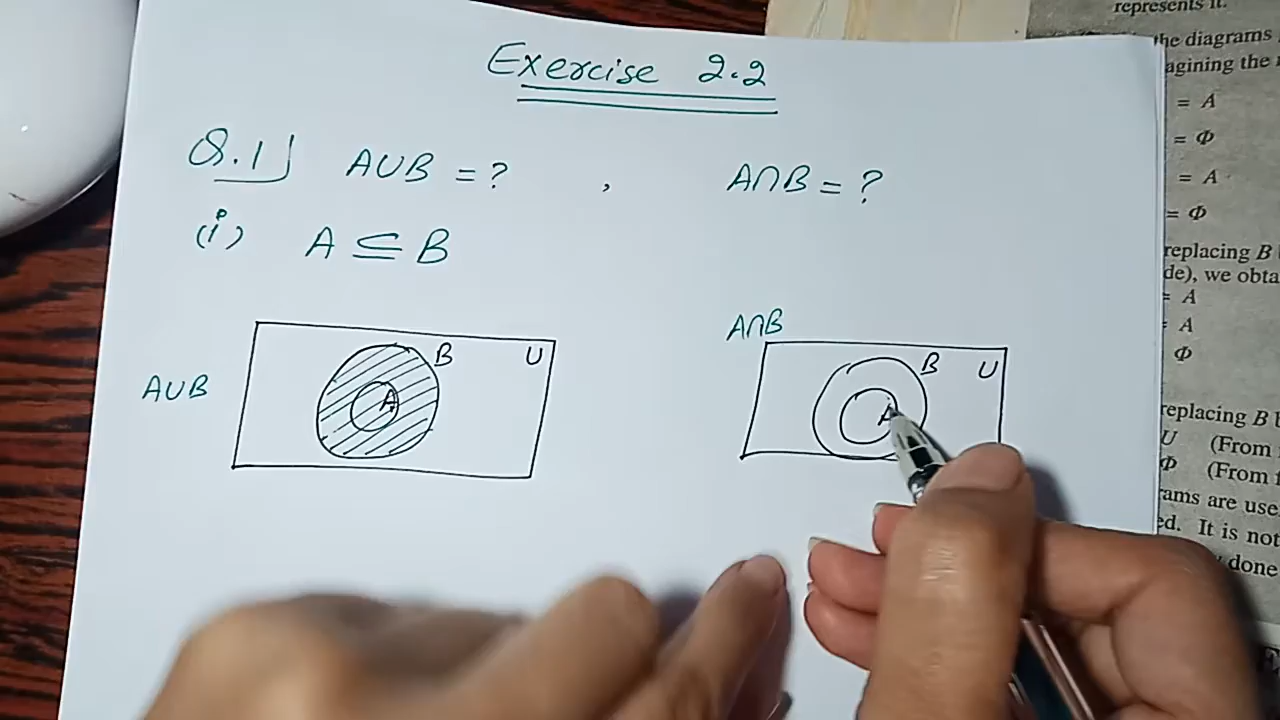 Exercise 2.2
Q.1 A∪B = ? , A∩B = ?
(i) A ⊆ B
A∪B
B
U
A
A∩B
B
U
A
represents it.
the diagrams
agining the
= A
= Φ
= A
= Φ
replacing B
de), we obta
= A
A
Φ
replacing B
U (From
Φ (From
ams are use
ed. It is not
done